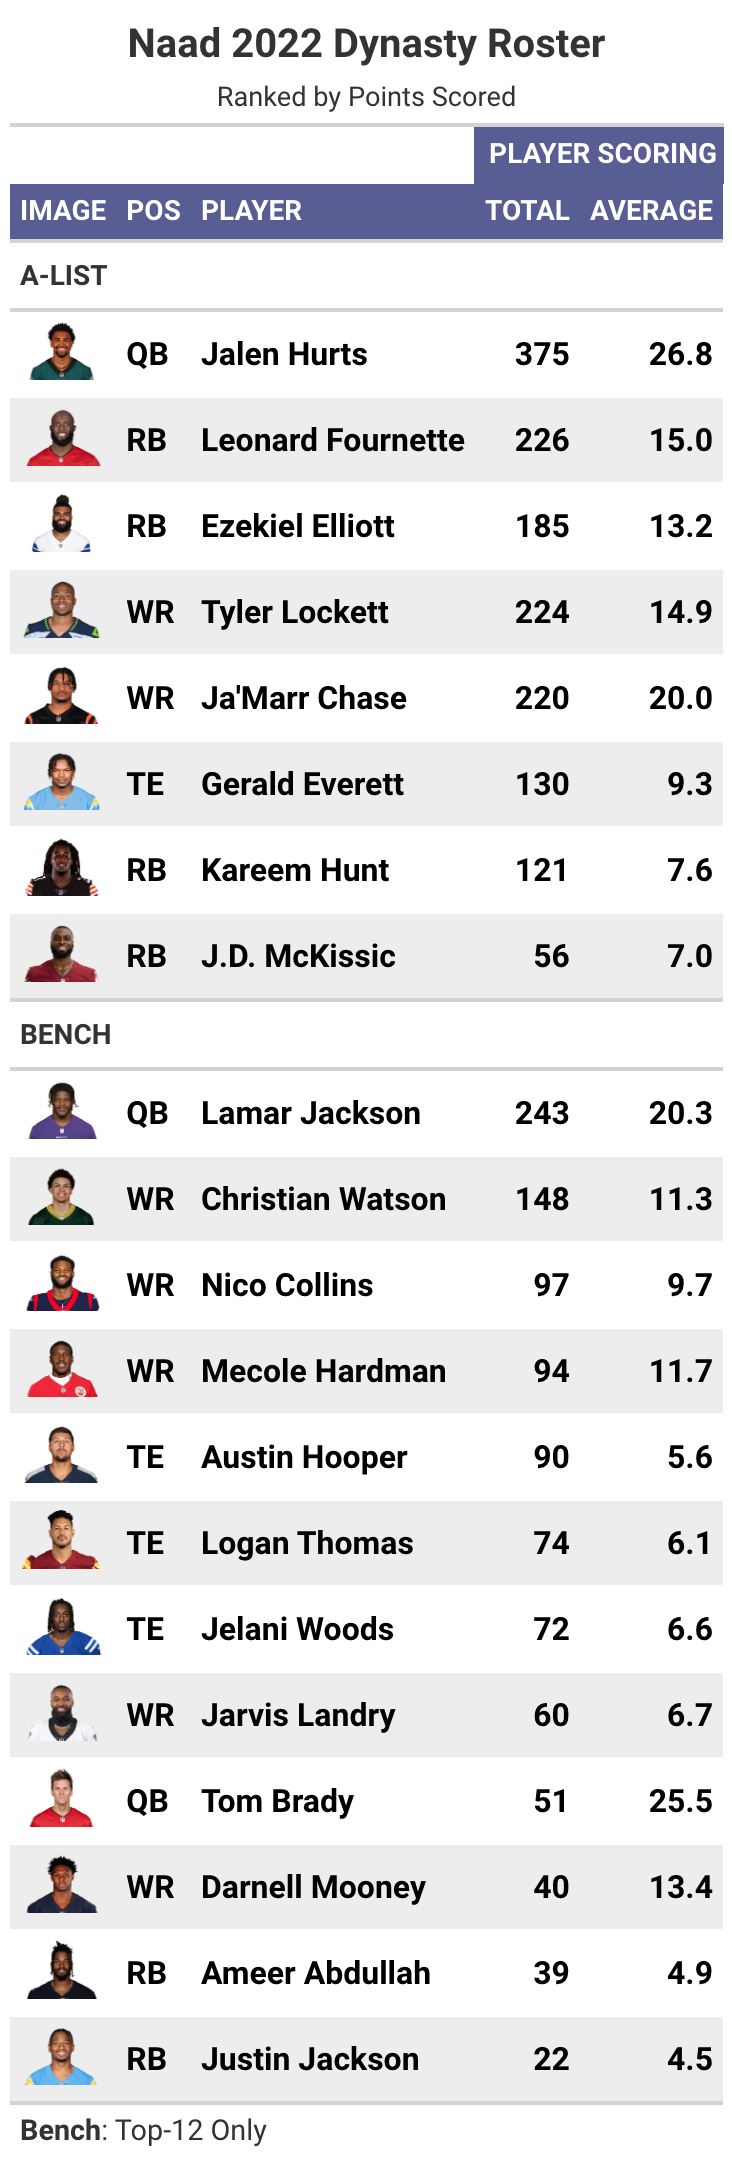 Naad 2022 Dynasty Roster
Ranked by Points Scored
PLAYER SCORING
IMAGE POS PLAYER TOTAL AVERAGE
A-LIST
QB Jalen Hurts 375 26.8
RB Leonard Fournette 226 15.0
RB Ezekiel Elliott 185 13.2
WR Tyler Lockett 224 14.9
WR Ja'Marr Chase 220 20.0
TE Gerald Everett 130 9.3
RB Kareem Hunt 121 7.6
RB J.D. McKissic 56 7.0
BENCH
QB Lamar Jackson 243 20.3
WR Christian Watson 148 11.3
WR Nico Collins 97 9.7
WR Mecole Hardman 94 11.7
TE Austin Hooper 90 5.6
TE Logan Thomas 74 6.1
TE Jelani Woods 72 6.6
WR Jarvis Landry 60 6.7
QB Tom Brady 51 25.5
WR Darnell Mooney 40 13.4
RB Ameer Abdullah 39 4.9
RB Justin Jackson 22 4.5
Bench: Top-12 Only